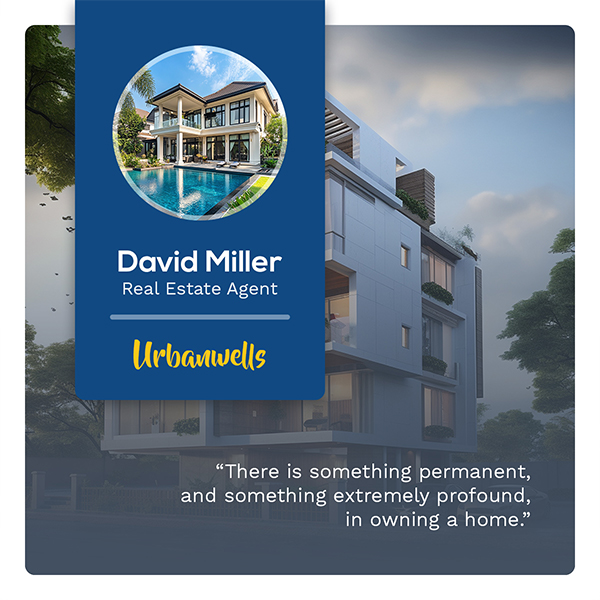 David Miller
Real Estate Agent
Urbanwells
“There is something permanent,
and something extremely profound,
in owning a home.”